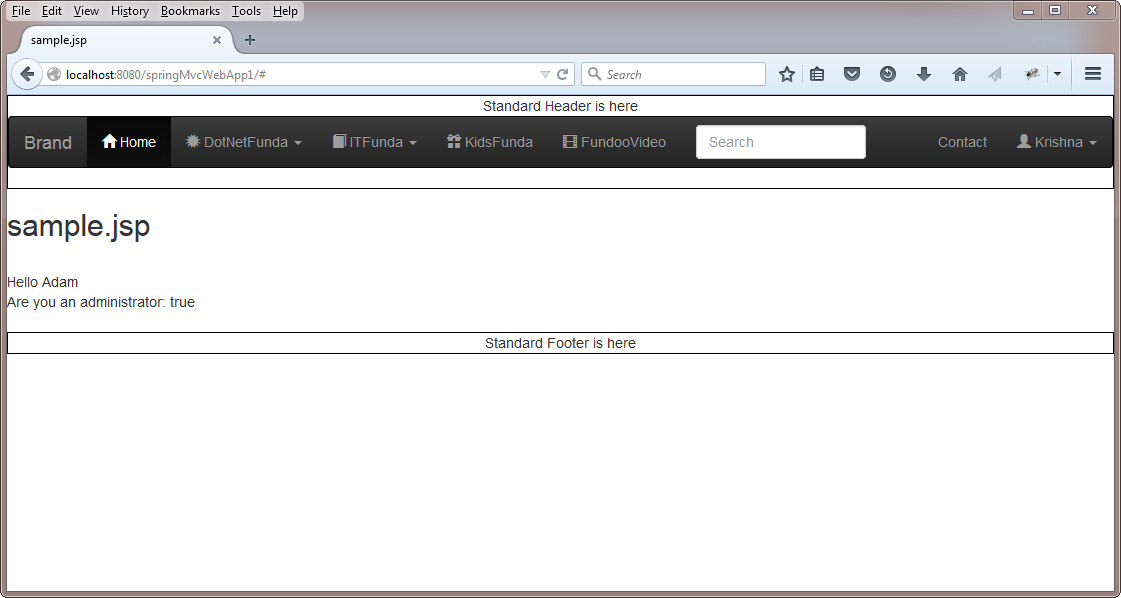 File Edit View History Bookmarks Tools Help
sample.jsp
localhost:8080/springMvcWebApp1/#
Search
Standard Header is here
Brand Home DotNetFunda ITFunda KidsFunda FundooVideo Search Contact Krishna
sample.jsp
Hello Adam
Are you an administrator: true
Standard Footer is here